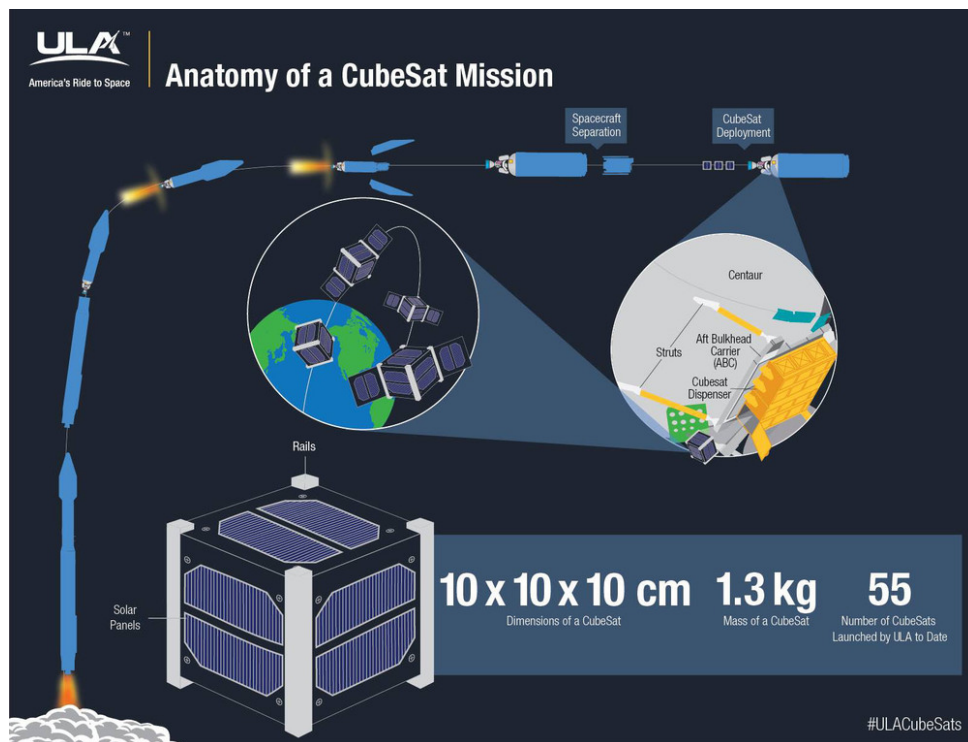 ULA™
America's Ride to Space
Anatomy of a CubeSat Mission
Spacecraft
Separation
CubeSat
Deployment
Centaur
Struts
Aft Bulkhead
Carrier
(ABC)
Cubesat
Dispenser
Rails
Solar
Panels
10 x 10 x 10 cm
Dimensions of a CubeSat
1.3 kg
Mass of a CubeSat
55
Number of CubeSats
Launched by ULA to Date
#ULACubeSats